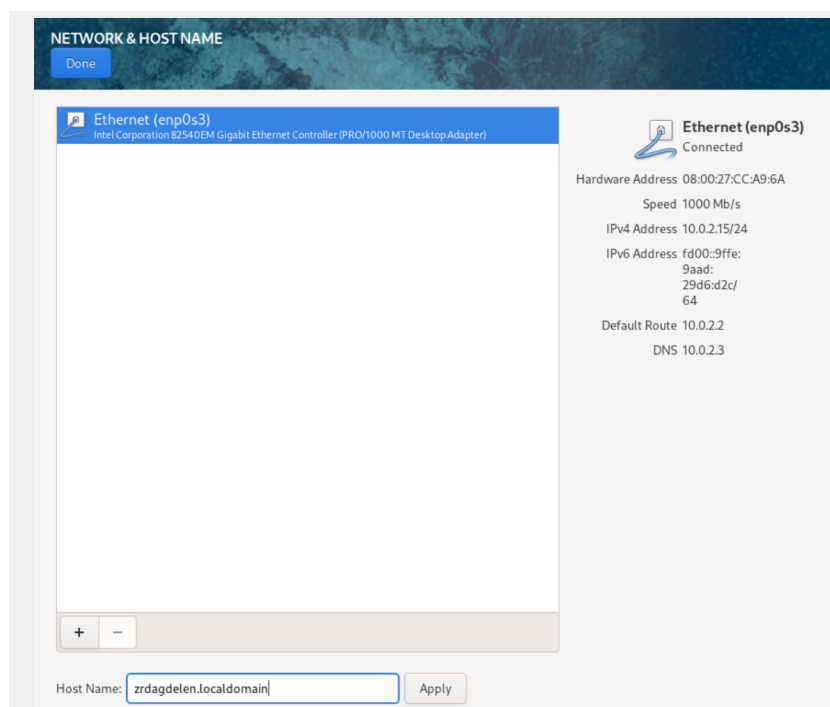 NETWORK & HOST NAME
Done
Ethernet (enp0s3)
Intel Corporation 82540EM Gigabit Ethernet Controller (PRO/1000 MT Desktop Adapter)
Ethernet (enp0s3)
Connected
Hardware Address 08:00:27:CC:A9:6A
Speed 1000 Mb/s
IPv4 Address 10.0.2.15/24
IPv6 Address fd00::9ffe:
9aad:
29d6:d2c/
64
Default Route 10.0.2.2
DNS 10.0.2.3
+ −
Host Name: zrdagdelen.localdomain Apply